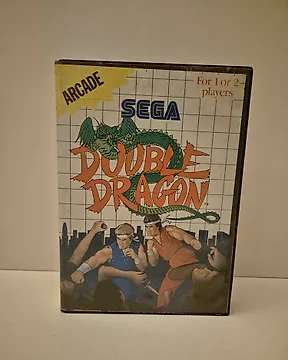 ARCADE
For 1 or 2
players
SEGA
DOUBLE
DRAGON